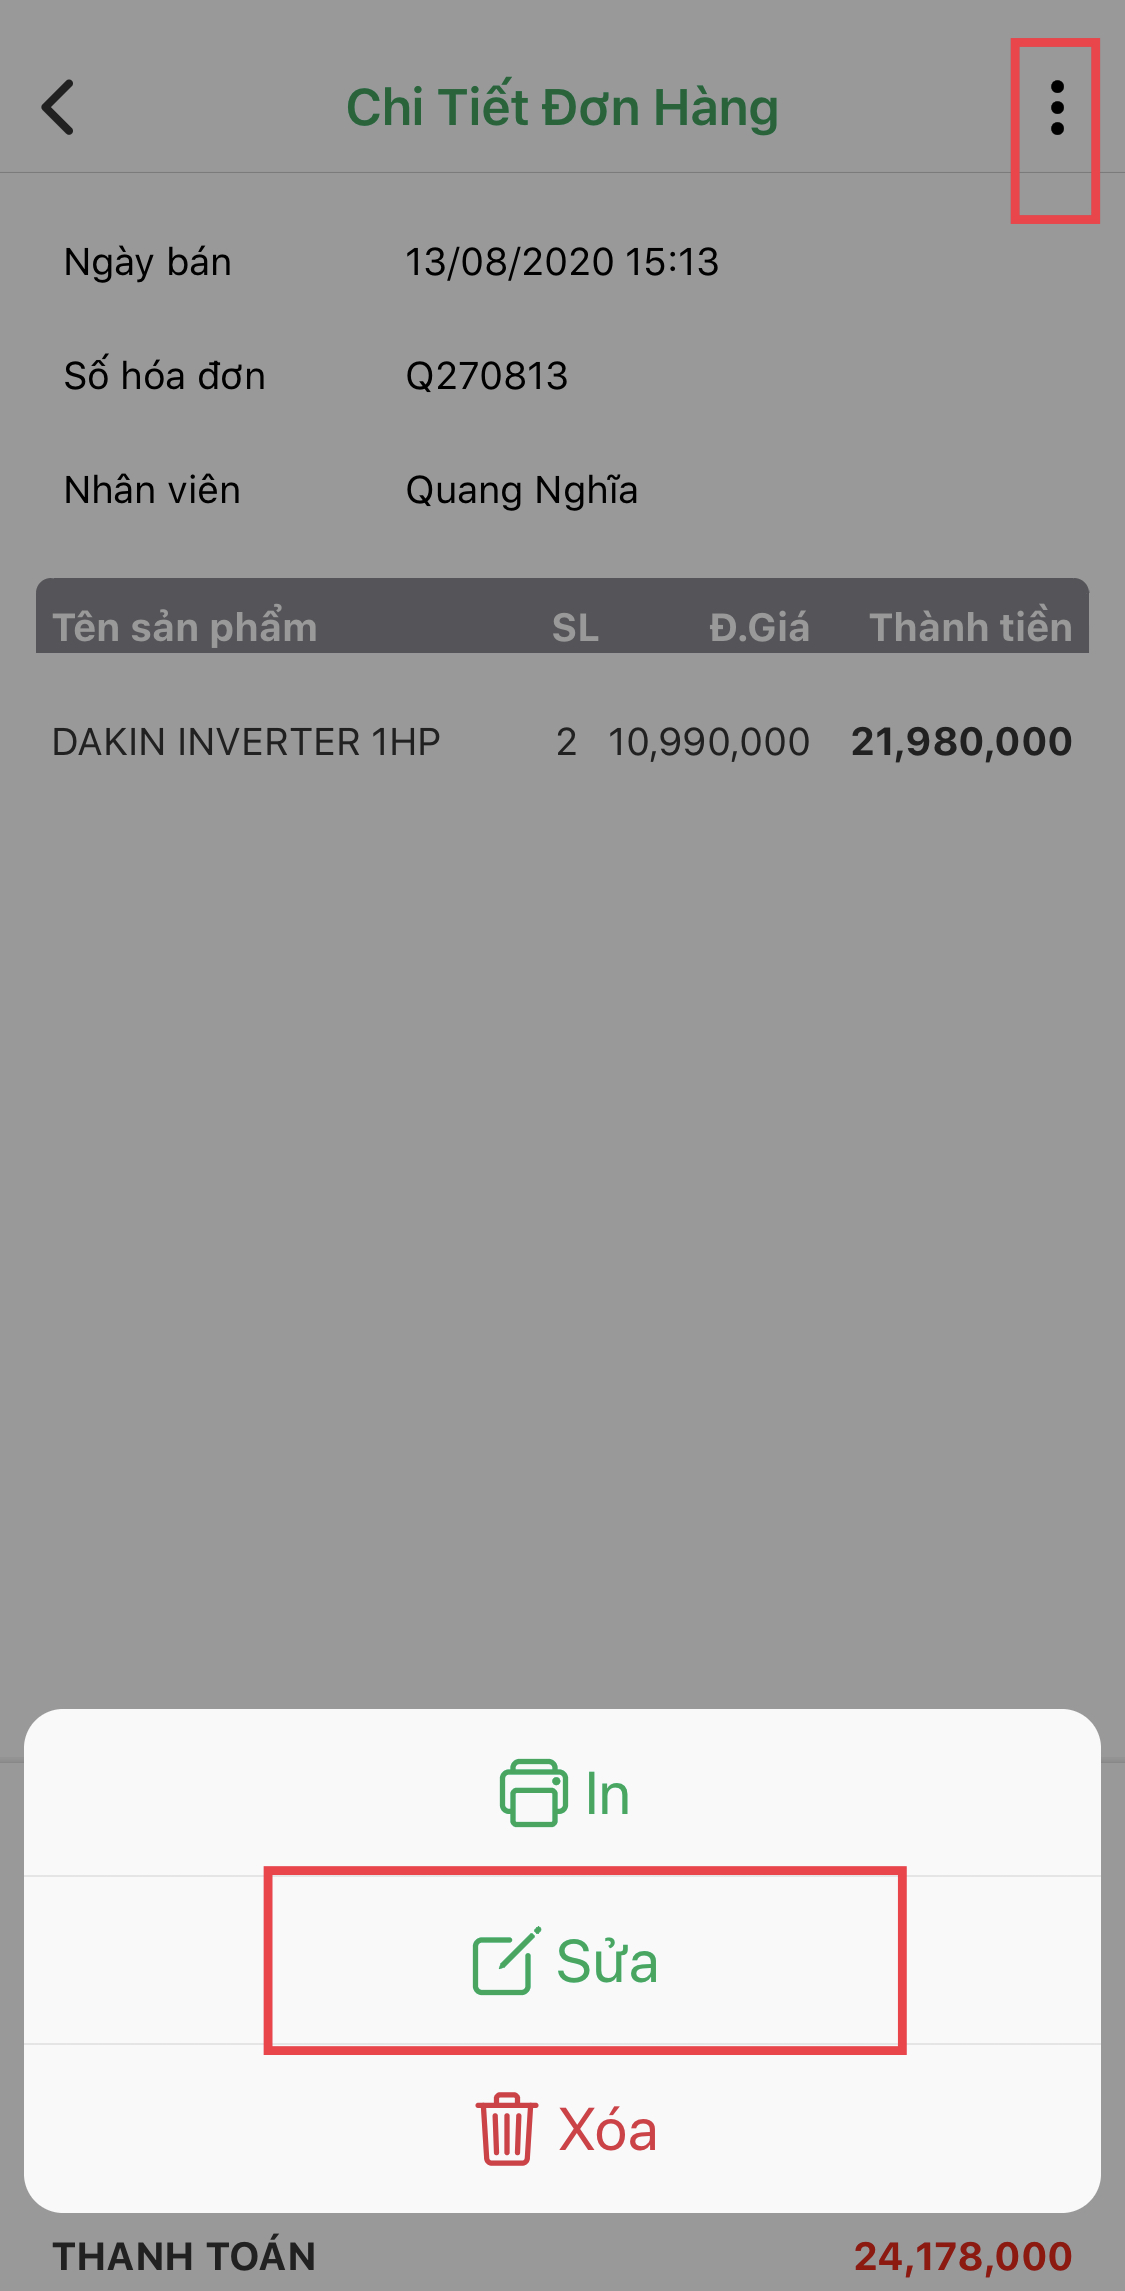 Chi Tiết Đơn Hàng
Ngày bán 13/08/2020 15:13
Số hóa đơn Q270813
Nhân viên Quang Nghĩa
Tên sản phẩm SL Đ.Giá Thành tiền
DAKIN INVERTER 1HP 2 10,990,000 21,980,000
In
Sửa
Xóa
THANH TOÁN 24,178,000